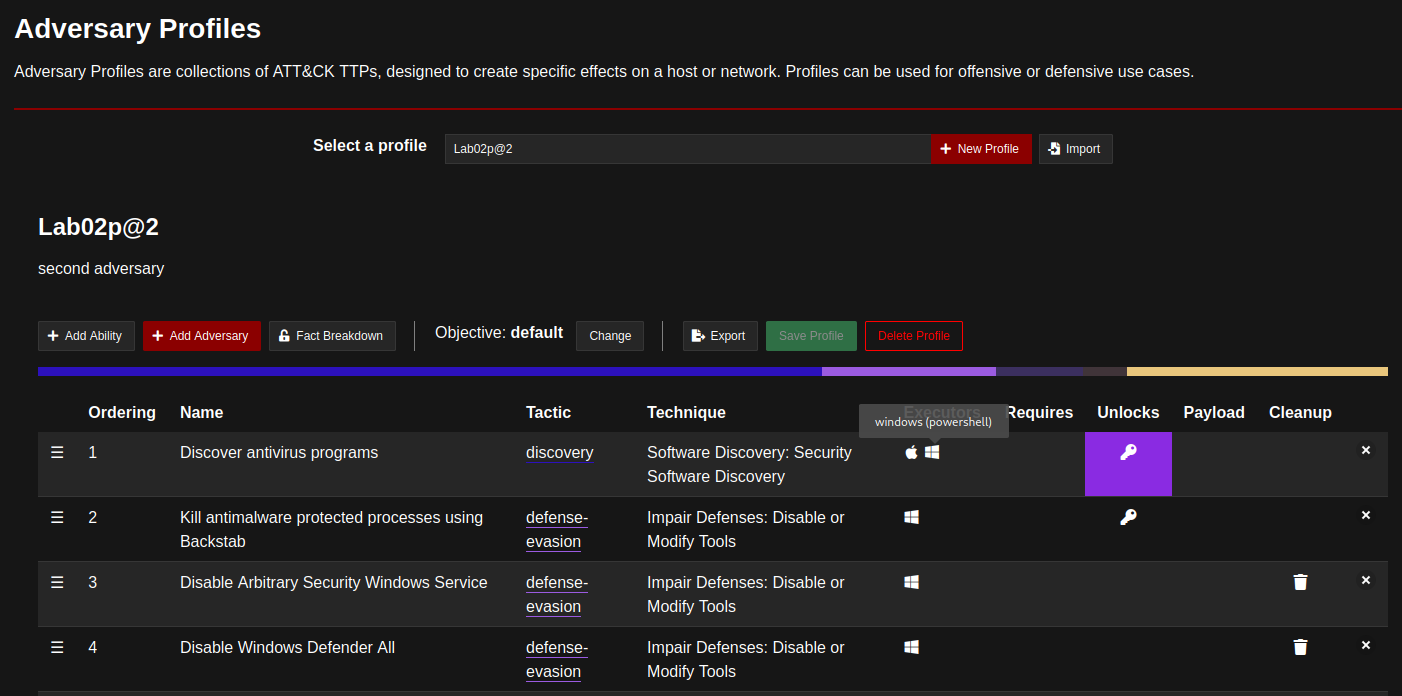 Adversary Profiles
Adversary Profiles are collections of ATT&CK TTPs, designed to create specific effects on a host or network. Profiles can be used for offensive or defensive use cases.
Select a profile
Lab02p@2
New Profile
Import
Lab02p@2
second adversary
Add Ability
Add Adversary
Fact Breakdown
Objective: default
Change
Export
Save Profile
Delete Profile
Ordering Name Tactic Technique Executors Requires Unlocks Payload Cleanup
windows (powershell)
1 Discover antivirus programs discovery Software Discovery: Security
Software Discovery
2 Kill antimalware protected processes using defense- Impair Defenses: Disable or
Backstab evasion Modify Tools
3 Disable Arbitrary Security Windows Service defense- Impair Defenses: Disable or
evasion Modify Tools
4 Disable Windows Defender All defense- Impair Defenses: Disable or
evasion Modify Tools